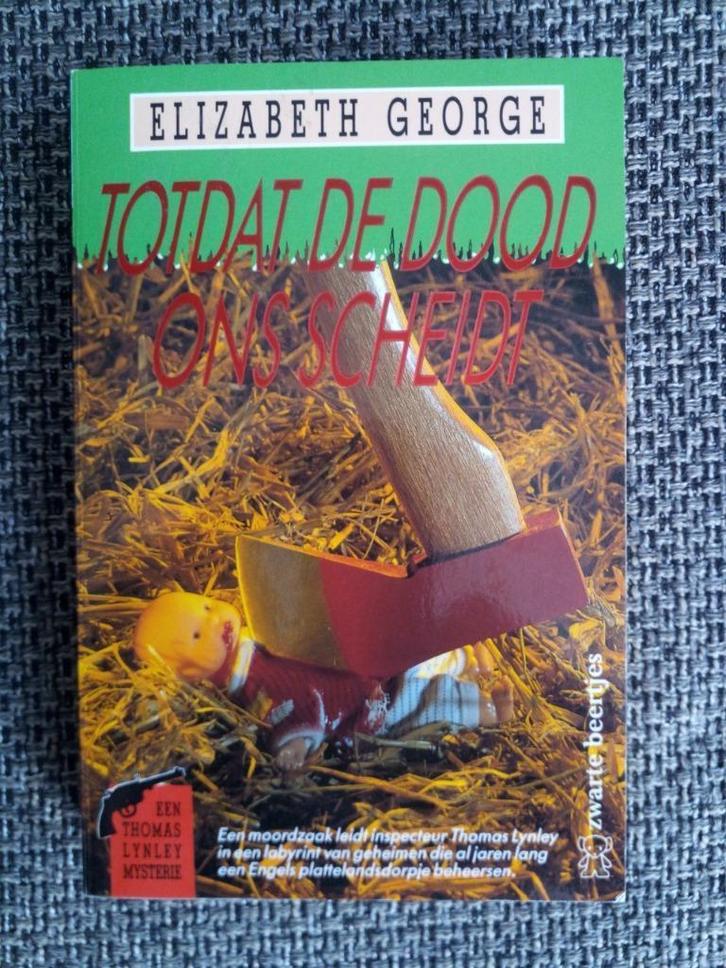 ELIZABETH GEORGE
TOTDAT DE DOOD
ONS SCHEIDT
zwarte beertjes
EEN
THOMAS
LYNLEY
MYSTERIE
Een moordzaak leidt inspecteur Thomas Lynley
in een labyrint van geheimen die al jaren lang
een Engels plattelandsdorpje beheersen.